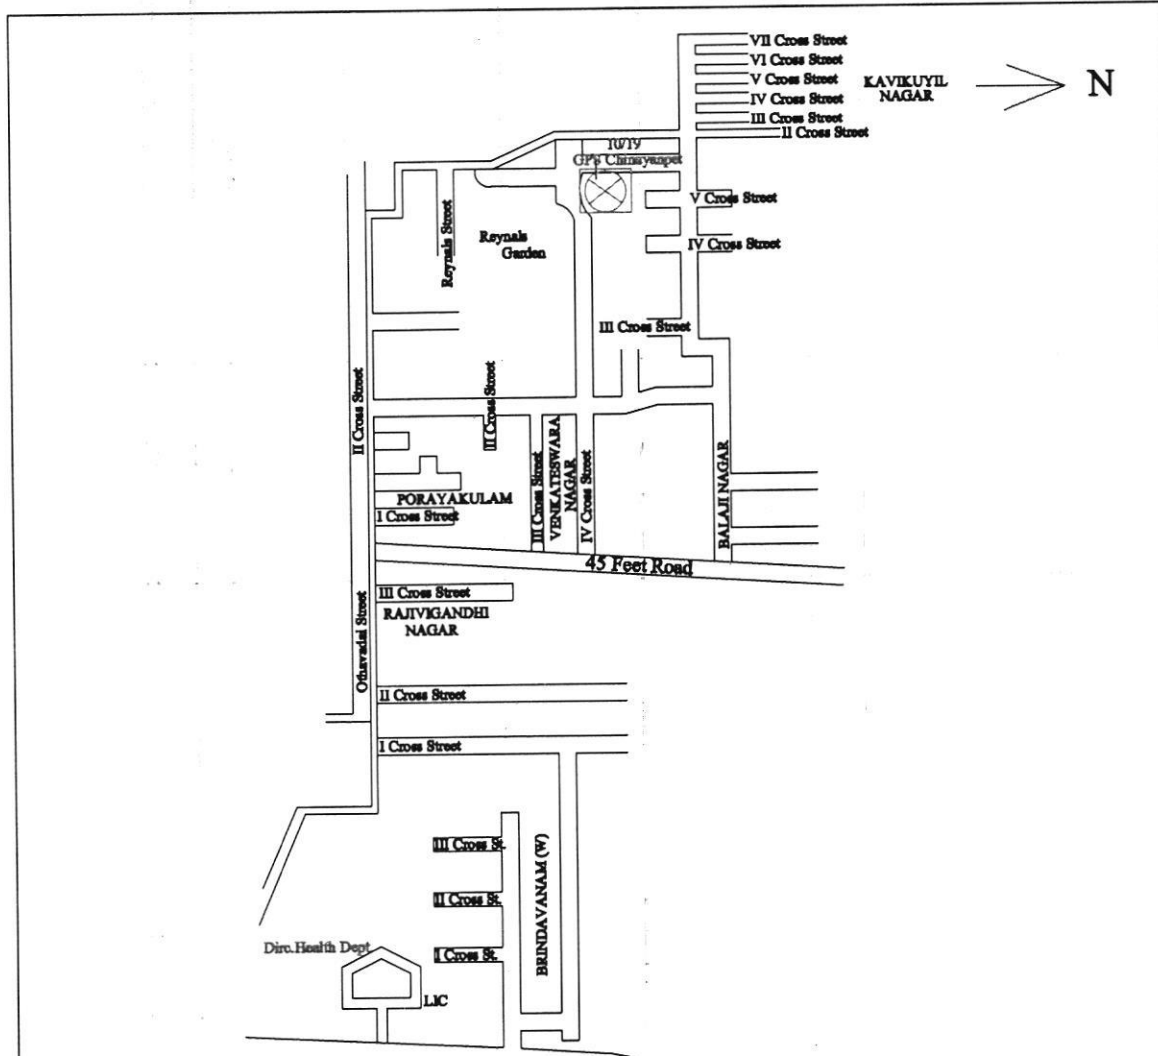 VII Cross Street
VI Cross Street
V Cross Street
KAVIKUYIL
NAGAR
N
IV Cross Street
III Cross Street
II Cross Street
10/19
GPS Chinayanpet
V Cross Street
Reynals Street
Reynals
Garden
IV Cross Street
III Cross Street
II Cross Street
III Cross Street
III Cross Street
VENKATESWARA
NAGAR
IV Cross Street
BALAJI NAGAR
PORAYAKULAM
I Cross Street
45 Feet Road
Othavadai Street
III Cross Street
RAJIVIGANDHI
NAGAR
II Cross Street
I Cross Street
III Cross St.
II Cross St.
I Cross St.
BRINDAVANAM (W)
Dirc.Health Dept
LIC